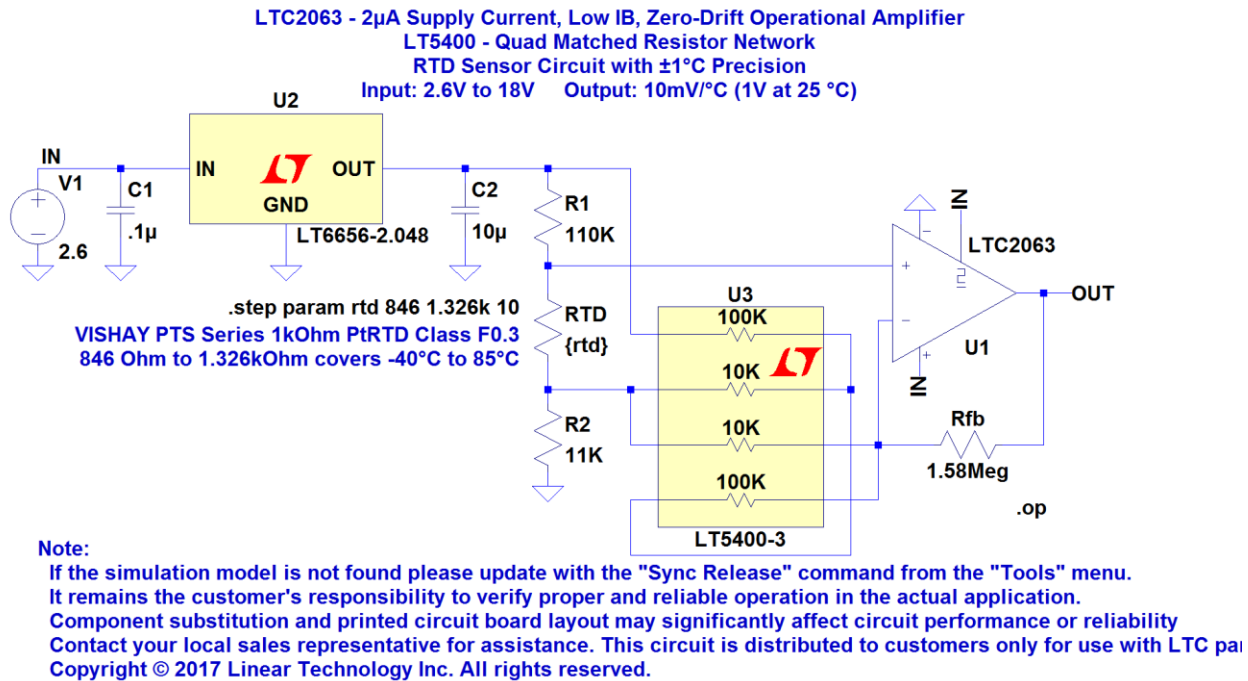 LTC2063 - 2µA Supply Current, Low IB, Zero-Drift Operational Amplifier
LT5400 - Quad Matched Resistor Network
RTD Sensor Circuit with ±1°C Precision
Input: 2.6V to 18V Output: 10mV/°C (1V at 25 °C)
U2
IN
V1
+
−
2.6
C1
.1µ
IN
OUT
GND
LT6656-2.048
C2
10µ
R1
110K
IN
LTC2063
−
+
−
+
U1
IN
OUT
.step param rtd 846 1.326k 10
VISHAY PTS Series 1kOhm PtRTD Class F0.3
846 Ohm to 1.326kOhm covers -40°C to 85°C
RTD
{rtd}
R2
11K
U3
100K
10K
10K
100K
LT5400-3
Rfb
1.58Meg
.op
Note:
If the simulation model is not found please update with the "Sync Release" command from the "Tools" menu.
It remains the customer's responsibility to verify proper and reliable operation in the actual application.
Component substitution and printed circuit board layout may significantly affect circuit performance or reliability
Contact your local sales representative for assistance. This circuit is distributed to customers only for use with LTC par
Copyright © 2017 Linear Technology Inc. All rights reserved.